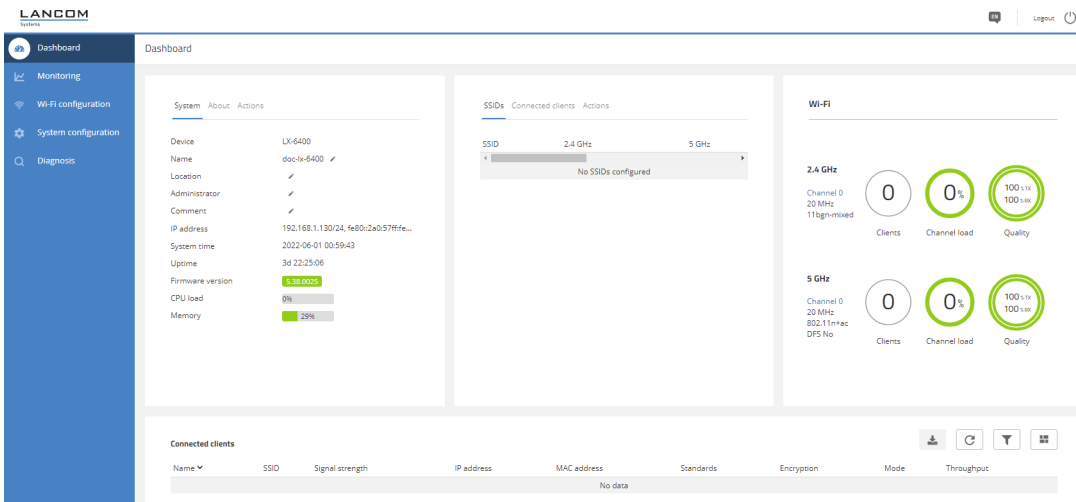 LANCOM
Systems
EN
Logout
Dashboard
Monitoring
Wi-Fi configuration
System configuration
Diagnosis
Dashboard
System About Actions
Device LX-6400
Name doc-lx-6400
Location
Administrator
Comment
IP address 192.168.1.130/24, fe80::2a0:57ff:fe...
System time 2022-06-01 00:59:43
Uptime 3d 22:25:06
Firmware version 5.38.0025
CPU load 0%
Memory 29%
SSIDs Connected clients Actions
SSID 2.4 GHz 5 GHz
No SSIDs configured
Wi-Fi
2.4 GHz
Channel 0
20 MHz
11bgn-mixed
0
Clients
0%
Channel load
100 % TX
100 % RX
Quality
5 GHz
Channel 0
20 MHz
802.11n+ac
DFS No
0
Clients
0%
Channel load
100 % TX
100 % RX
Quality
Connected clients
Name SSID Signal strength IP address MAC address Standards Encryption Mode Throughput
No data